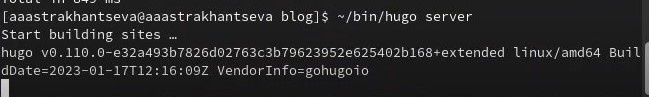 [aaastrakhantseva@aaastrakhantseva blog]$ ~/bin/hugo server
Start building sites …
hugo v0.110.0-e32a493b7826d02763c3b79623952e625402b168+extended linux/amd64 Buil
dDate=2023-01-17T12:16:09Z VendorInfo=gohugoio